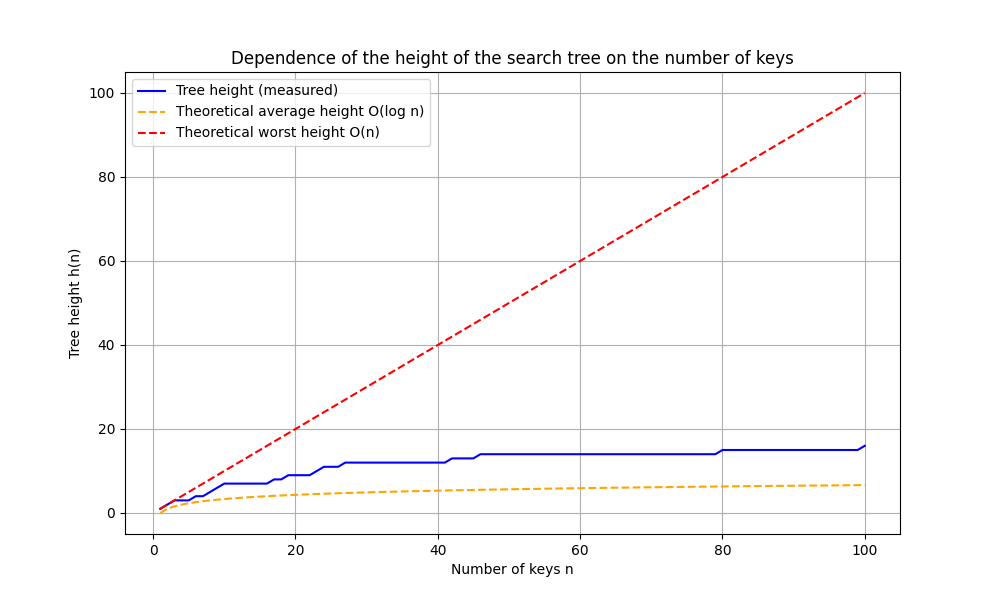 Dependence of the height of the search tree on the number of keys
Tree height (measured)
Theoretical average height O(log n)
Theoretical worst height O(n)
100
80
60
40
20
0
Tree height h(n)
0 20 40 60 80 100
Number of keys n